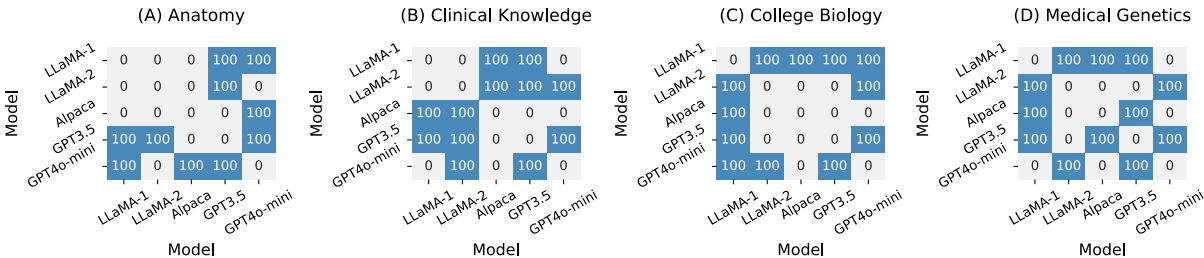 (A) Anatomy
Model
LLaMA-1 0 0 0 100 100
LLaMA-2 0 0 0 100 0
Alpaca 0 0 0 0 100
GPT3.5 100 100 0 0 100
GPT4o-mini 100 0 100 100 0
LLaMA-1 LLaMA-2 Alpaca GPT3.5 GPT4o-mini
Model
(B) Clinical Knowledge
Model
LLaMA-1 0 0 100 100 0
LLaMA-2 0 0 100 100 100
Alpaca 100 100 0 0 0
GPT3.5 100 100 0 0 100
GPT4o-mini 0 100 0 100 0
LLaMA-1 LLaMA-2 Alpaca GPT3.5 GPT4o-mini
Model
(C) College Biology
Model
LLaMA-1 0 100 100 100 100
LLaMA-2 100 0 0 0 100
Alpaca 100 0 0 0 0
GPT3.5 100 0 0 0 100
GPT4o-mini 100 100 0 100 0
LLaMA-1 LLaMA-2 Alpaca GPT3.5 GPT4o-mini
Model
(D) Medical Genetics
Model
LLaMA-1 0 100 100 100 0
LLaMA-2 100 0 0 0 100
Alpaca 100 0 0 100 0
GPT3.5 100 0 100 0 100
GPT4o-mini 0 100 0 100 0
LLaMA-1 LLaMA-2 Alpaca GPT3.5 GPT4o-mini
Model